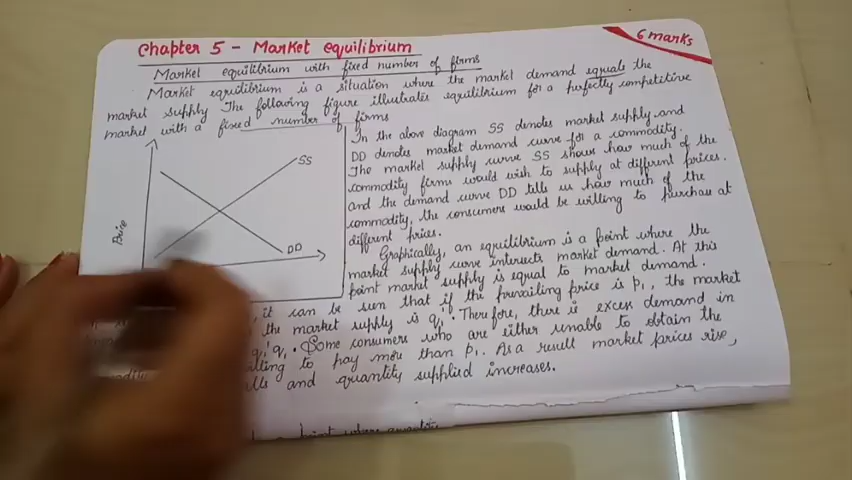 Chapter 5 - Market equilibrium
6 marks
Market equilibrium with fixed number of firms
Market equilibrium is a situation where the market demand equals the
market supply The following figure illustrates equilibrium for a perfectly competitive
market with a fixed number of firms
In the above diagram SS denotes market supply and
DD denotes market demand curve for a commodity.
The market supply curve SS shows how much of the
commodity firms would wish to supply at different prices.
and the demand curve DD tells us how much of the
commodity, the consumers would be willing to purchase at
different prices.
SS
DD
Price
Graphically, an equilibrium is a point where the
market supply curve intersects market demand. At this
point market supply is equal to market demand.
it can be seen that if the prevailing price is P1, the market
the market supply is q1'. Therefore, there is excess demand in
q1' q1. Some consumers who are either unable to obtain the
willing to pay more than P1. As a result market prices rise,
and quantity supplied increases.
a point where quantity